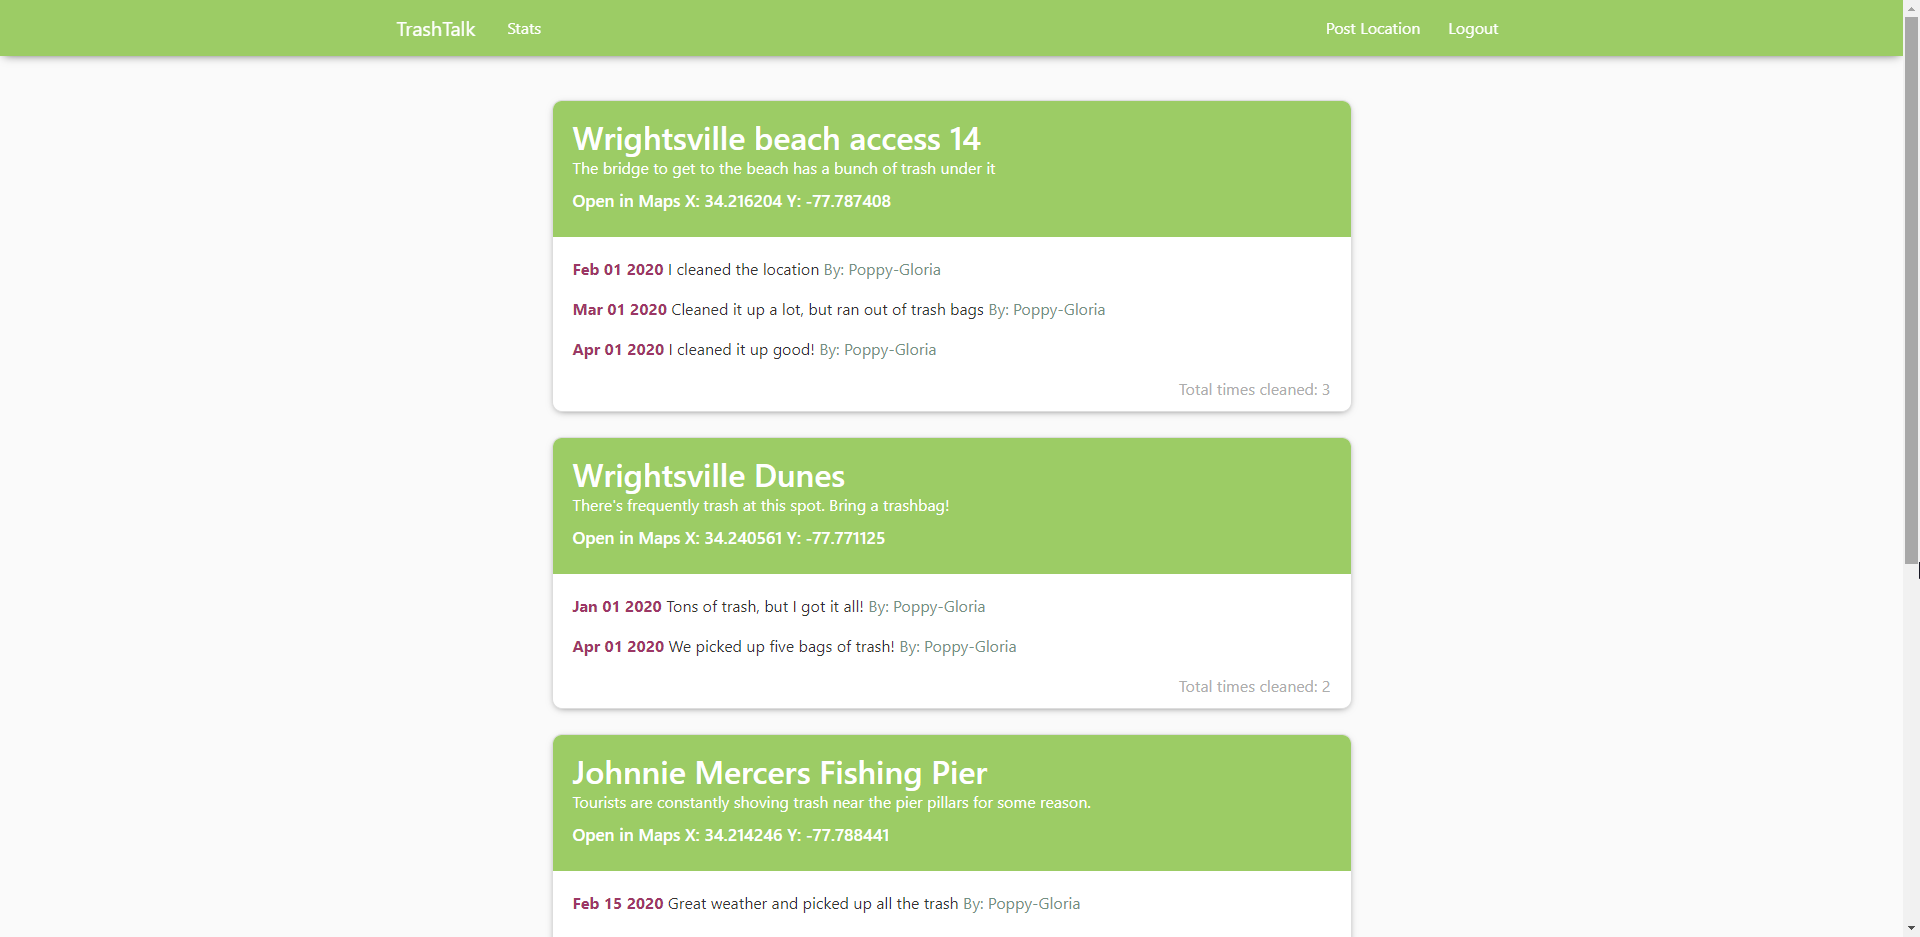 TrashTalk Stats Post Location Logout
Wrightsville beach access 14
The bridge to get to the beach has a bunch of trash under it
Open in Maps X: 34.216204 Y: -77.787408
Feb 01 2020 I cleaned the location By: Poppy-Gloria
Mar 01 2020 Cleaned it up a lot, but ran out of trash bags By: Poppy-Gloria
Apr 01 2020 I cleaned it up good! By: Poppy-Gloria
Total times cleaned: 3
Wrightsville Dunes
There's frequently trash at this spot. Bring a trashbag!
Open in Maps X: 34.240561 Y: -77.771125
Jan 01 2020 Tons of trash, but I got it all! By: Poppy-Gloria
Apr 01 2020 We picked up five bags of trash! By: Poppy-Gloria
Total times cleaned: 2
Johnnie Mercers Fishing Pier
Tourists are constantly shoving trash near the pier pillars for some reason.
Open in Maps X: 34.214246 Y: -77.788441
Feb 15 2020 Great weather and picked up all the trash By: Poppy-Gloria